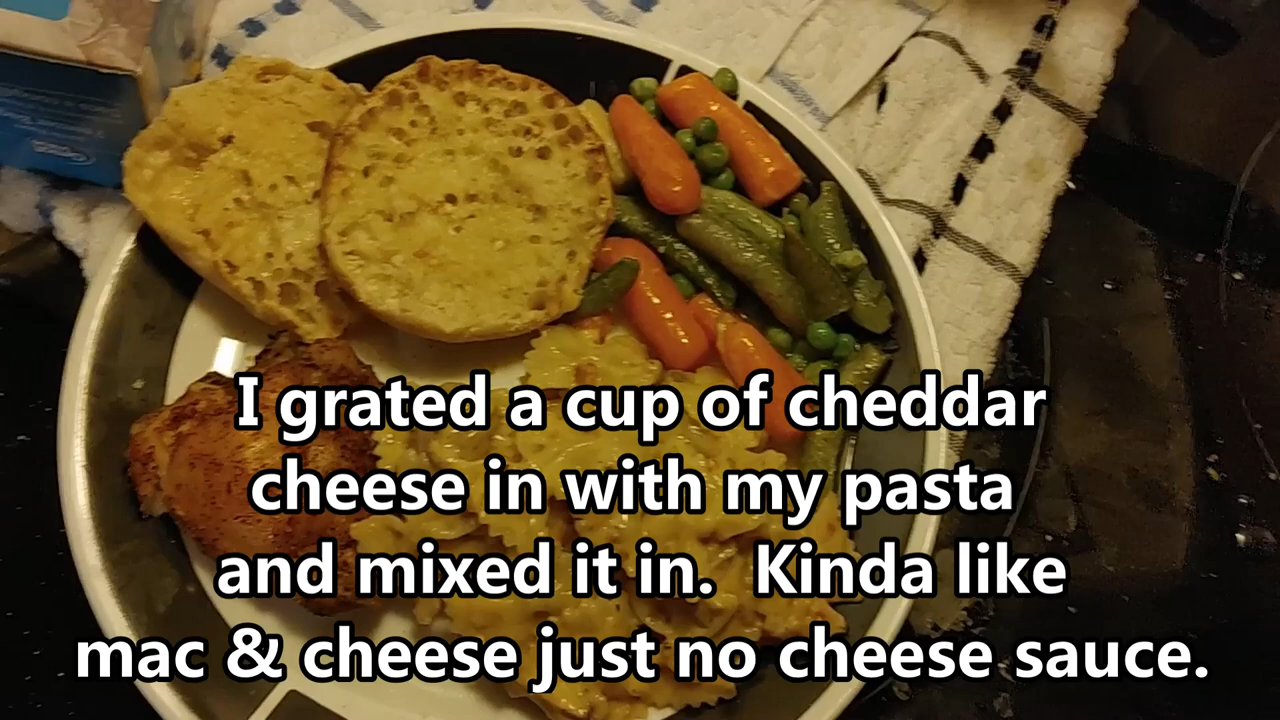 I grated a cup of cheddar
cheese in with my pasta
and mixed it in.  Kinda like
mac & cheese just no cheese sauce.